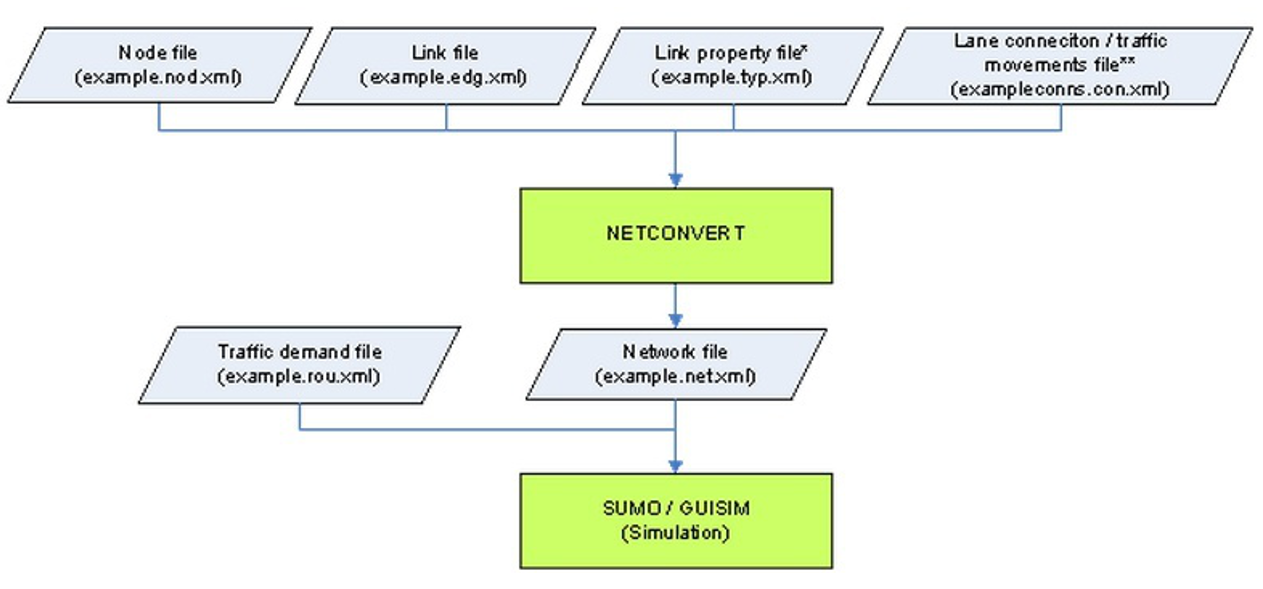 Node file
(example.nod.xml)
Link file
(example.edg.xml)
Link property file*
(example.typ.xml)
Lane conneciton / traffic
movements file**
(exampleconns.con.xml)
NETCONVERT
Traffic demand file
(example.rou.xml)
Network file
(example.net.xml)
SUMO / GUISIM
(Simulation)